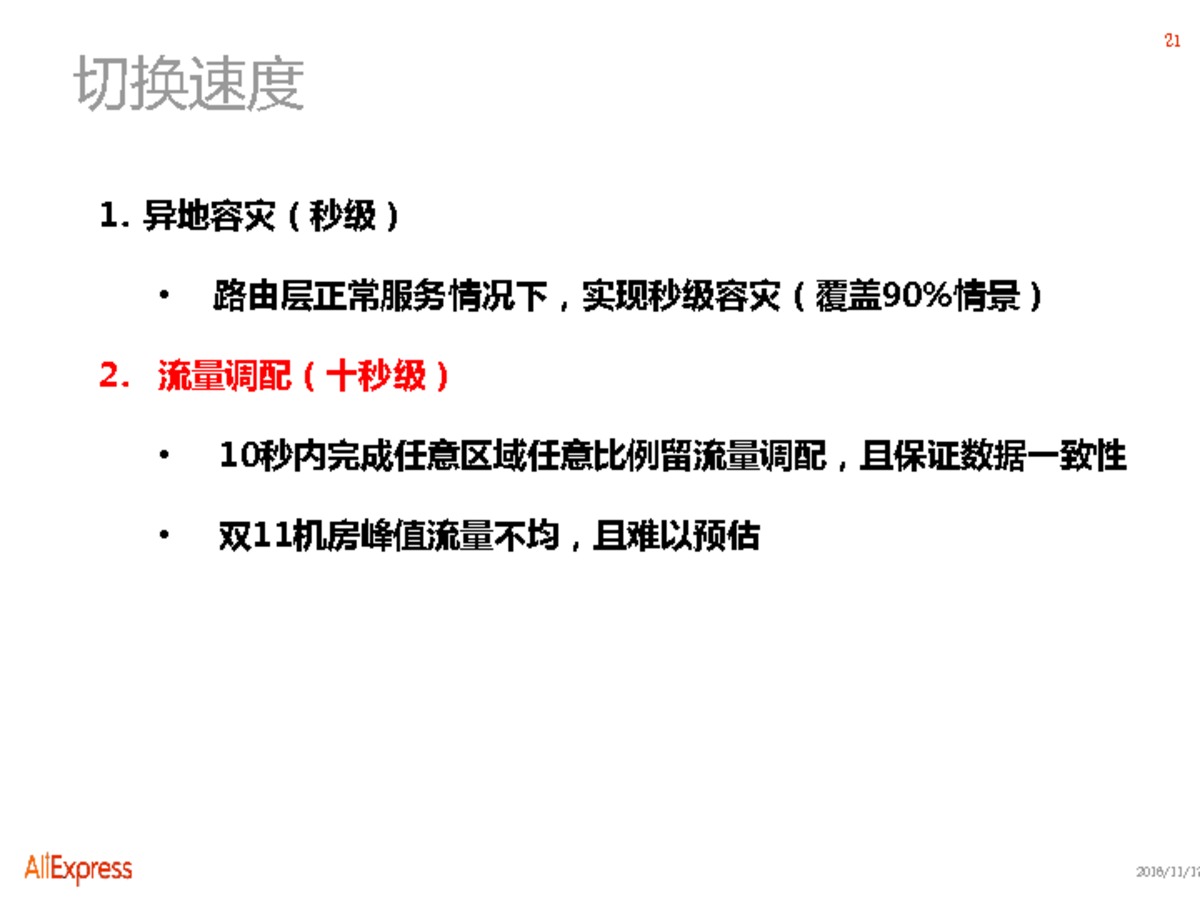 21
切换速度
1. 异地容灾（秒级）
• 路由层正常服务情况下，实现秒级容灾（覆盖90%情景）
2. 流量调配（十秒级）
• 10秒内完成任意区域任意比例留流量调配，且保证数据一致性
• 双11机房峰值流量不均，且难以预估
AliExpress
2016/11/12